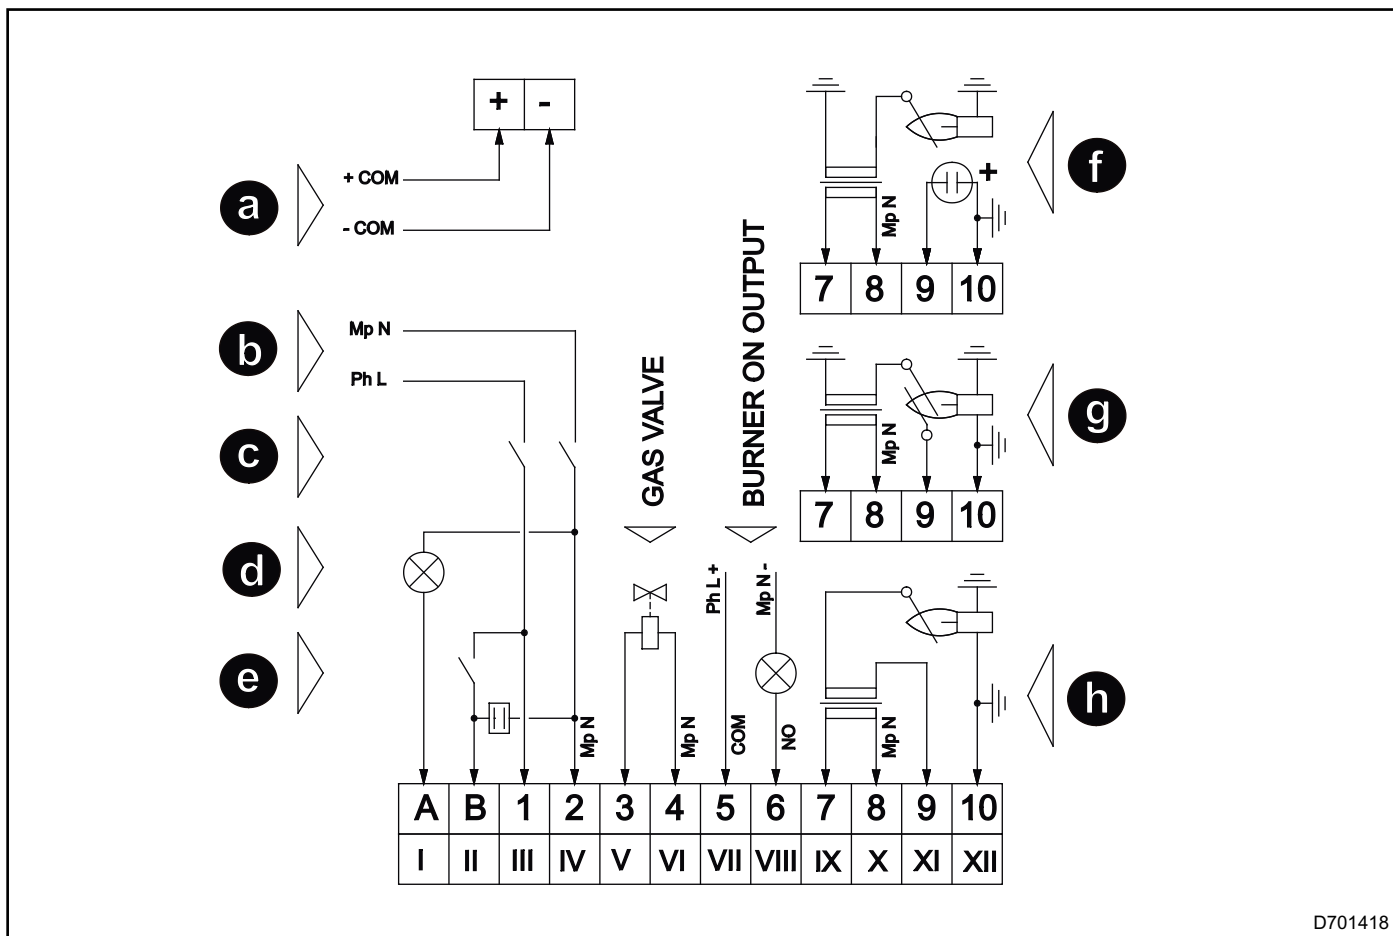 + -
a
+ COM
- COM
b
Mp N
Ph L
c
d
e
Mp N
GAS VALVE
Mp N
BURNER ON OUTPUT
Ph L +
COM
Mp N -
NO
f
+
Mp N
7 8 9 10
g
Mp N
7 8 9 10
h
Mp N
A B 1 2 3 4 5 6 7 8 9 10
I II III IV V VI VII VIII IX X XI XII
D701418